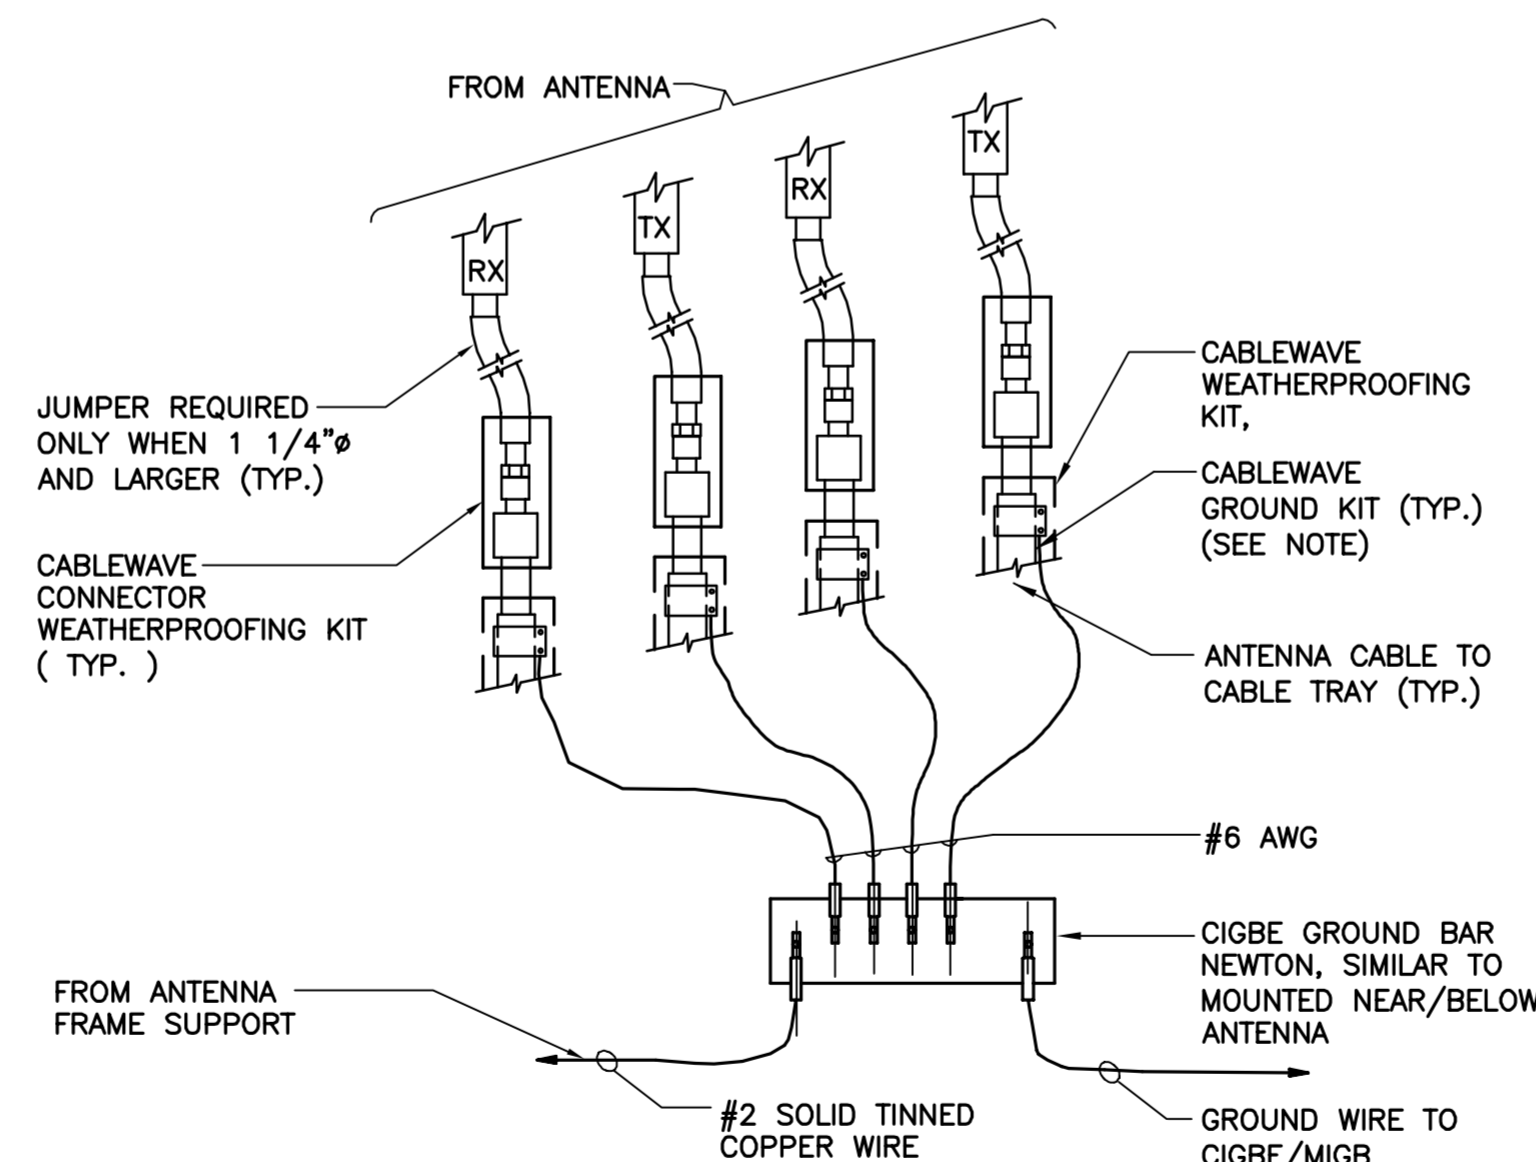 FROM ANTENNA
TX
RX
TX
RX
JUMPER REQUIRED
ONLY WHEN 1 1/4"ø
AND LARGER (TYP.)
CABLEWAVE
CONNECTOR
WEATHERPROOFING KIT
( TYP. )
CABLEWAVE
WEATHERPROOFING
KIT,
CABLEWAVE
GROUND KIT (TYP.)
(SEE NOTE)
ANTENNA CABLE TO
CABLE TRAY (TYP.)
#6 AWG
CIGBE GROUND BAR
NEWTON, SIMILAR TO
MOUNTED NEAR/BELOW
ANTENNA
FROM ANTENNA
FRAME SUPPORT
#2 SOLID TINNED
COPPER WIRE
GROUND WIRE TO
CIGBE/MIGB